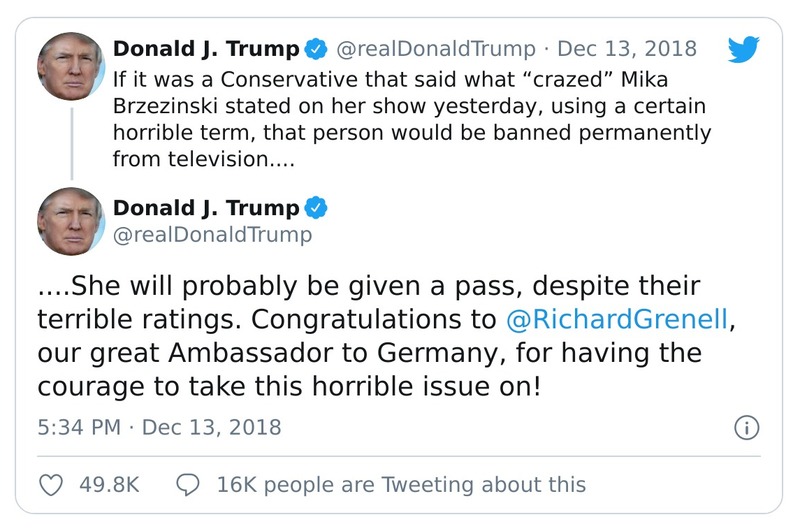 Donald J. Trump @realDonaldTrump · Dec 13, 2018
If it was a Conservative that said what “crazed” Mika
Brzezinski stated on her show yesterday, using a certain
horrible term, that person would be banned permanently
from television....
Donald J. Trump
@realDonaldTrump
....She will probably be given a pass, despite their
terrible ratings. Congratulations to @RichardGrenell,
our great Ambassador to Germany, for having the
courage to take this horrible issue on!
5:34 PM · Dec 13, 2018
49.8K 16K people are Tweeting about this